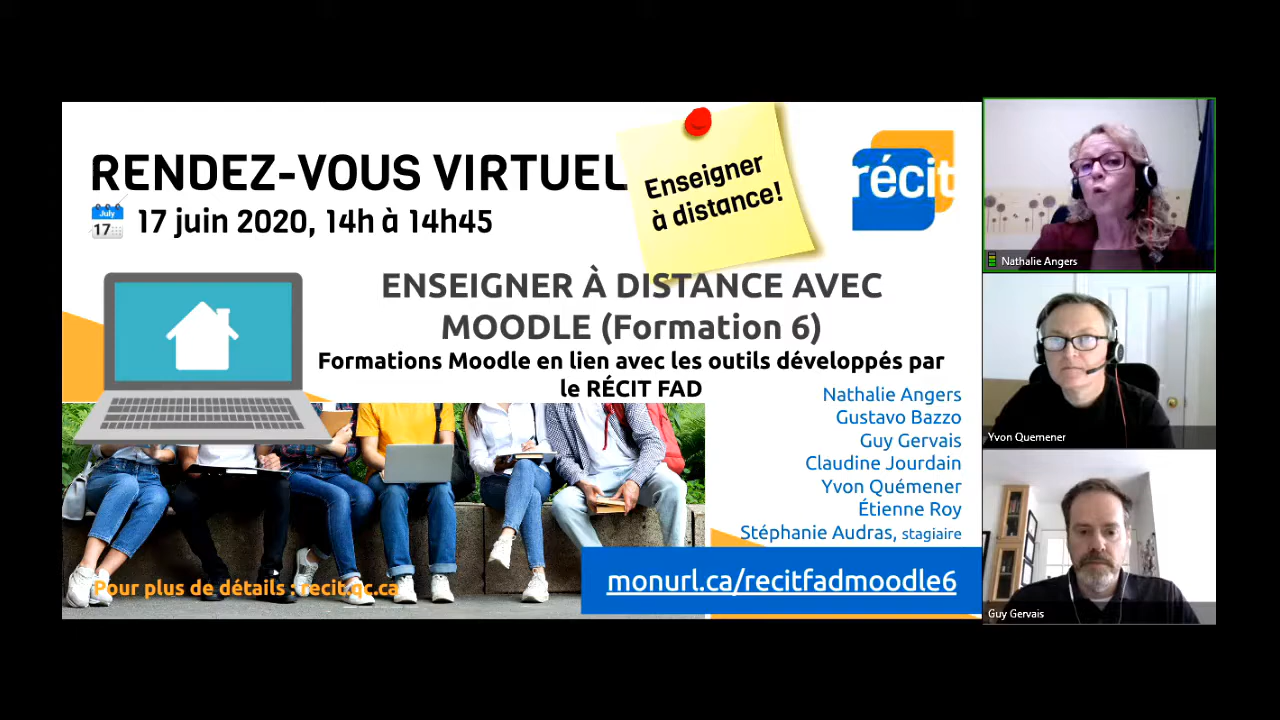 RENDEZ-VOUS VIRTUEL
July
17
17 juin 2020, 14h à 14h45
Enseigner
à distance!
récit
ENSEIGNER À DISTANCE AVEC
MOODLE (Formation 6)
Formations Moodle en lien avec les outils développés par
le RÉCIT FAD
Nathalie Angers
Gustavo Bazzo
Guy Gervais
Claudine Jourdain
Yvon Quémener
Étienne Roy
Stéphanie Audras, stagiaire
Pour plus de détails : recit.qc.ca
monurl.ca/recitfadmoodle6
Nathalie Angers
Yvon Quemener
Guy Gervais